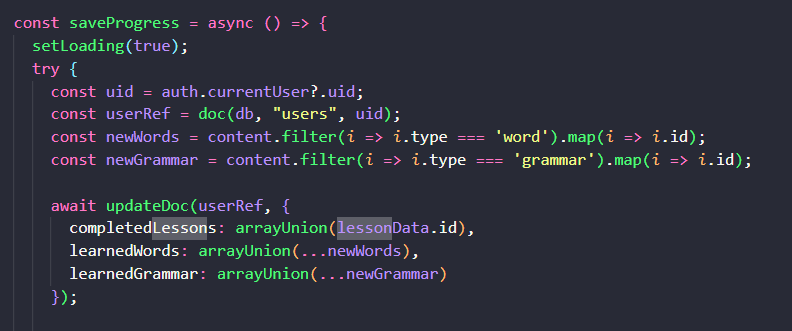 const saveProgress = async () => {
setLoading(true);
try {
const uid = auth.currentUser?.uid;
const userRef = doc(db, "users", uid);
const newWords = content.filter(i => i.type === 'word').map(i => i.id);
const newGrammar = content.filter(i => i.type === 'grammar').map(i => i.id);
await updateDoc(userRef, {
completedLessons: arrayUnion(lessonData.id),
learnedWords: arrayUnion(...newWords),
learnedGrammar: arrayUnion(...newGrammar)
});